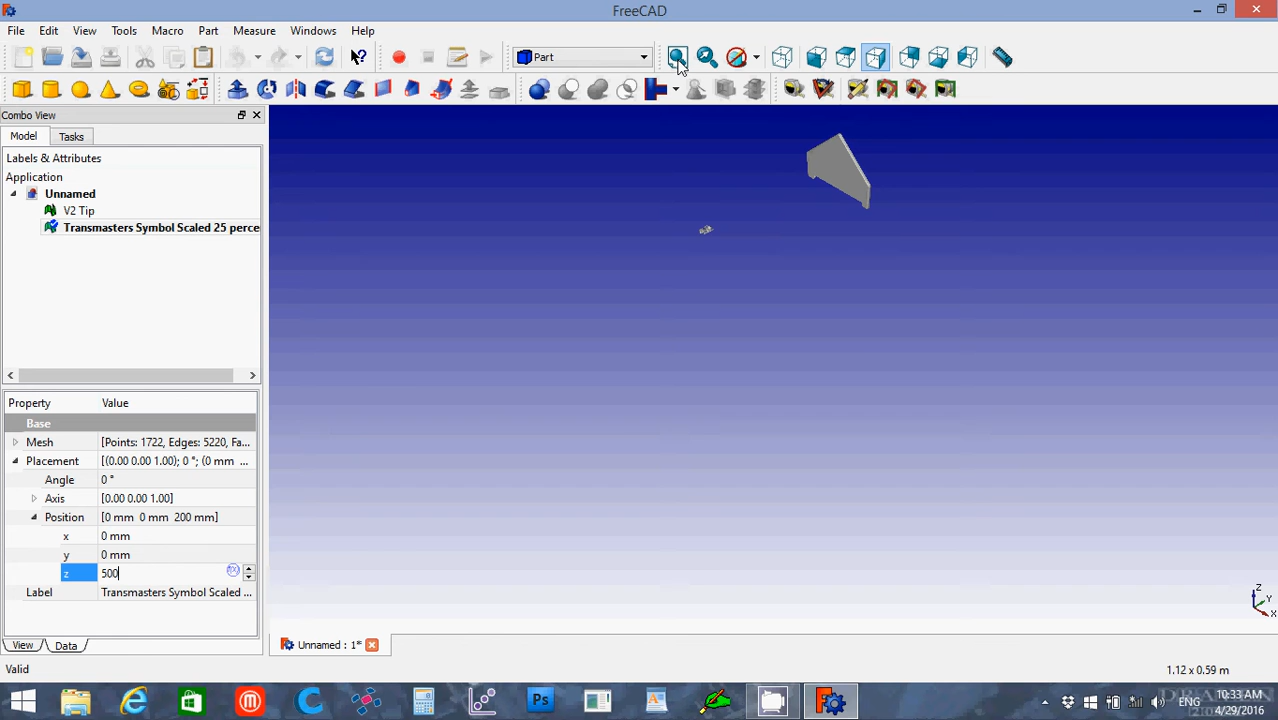 FreeCAD
File Edit View Tools Macro Part Measure Windows Help
Part
Combo View
Model Tasks
Labels & Attributes
Application
Unnamed
V2 Tip
Transmasters Symbol Scaled 25 perce
Property Value
Base
Mesh [Points: 1722, Edges: 5220, Fa...
Placement [(0.00 0.00 1.00); 0 °; (0 mm ...
Angle 0 °
Axis [0.00 0.00 1.00]
Position [0 mm 0 mm 200 mm]
x 0 mm
y 0 mm
z 500
Label Transmasters Symbol Scaled ...
Z
Y
X
View Data
Unnamed : 1*
Valid
1.12 x 0.59 m
Ps
10:33 AM
ENG
4/29/2016